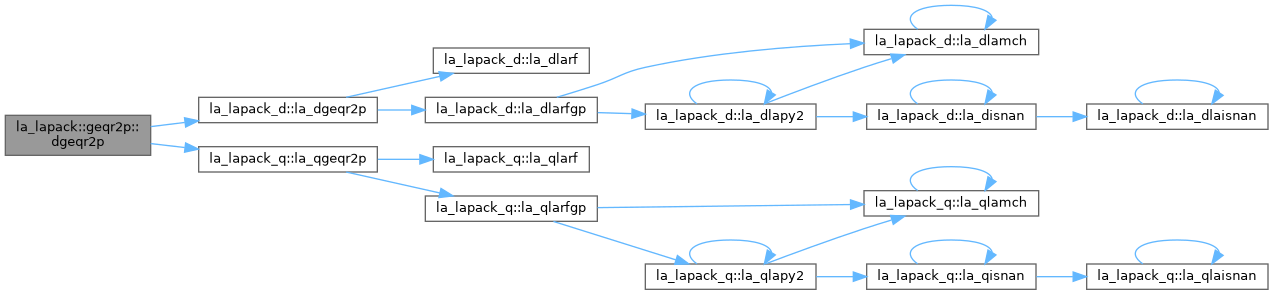 la_lapack::geqr2p::
dgeqr2p
la_lapack_d::la_dgeqr2p
la_lapack_q::la_qgeqr2p
la_lapack_d::la_dlarf
la_lapack_d::la_dlarfgp
la_lapack_q::la_qlarf
la_lapack_q::la_qlarfgp
la_lapack_d::la_dlapy2
la_lapack_q::la_qlapy2
la_lapack_d::la_dlamch
la_lapack_d::la_disnan
la_lapack_q::la_qlamch
la_lapack_q::la_qisnan
la_lapack_d::la_dlaisnan
la_lapack_q::la_qlaisnan